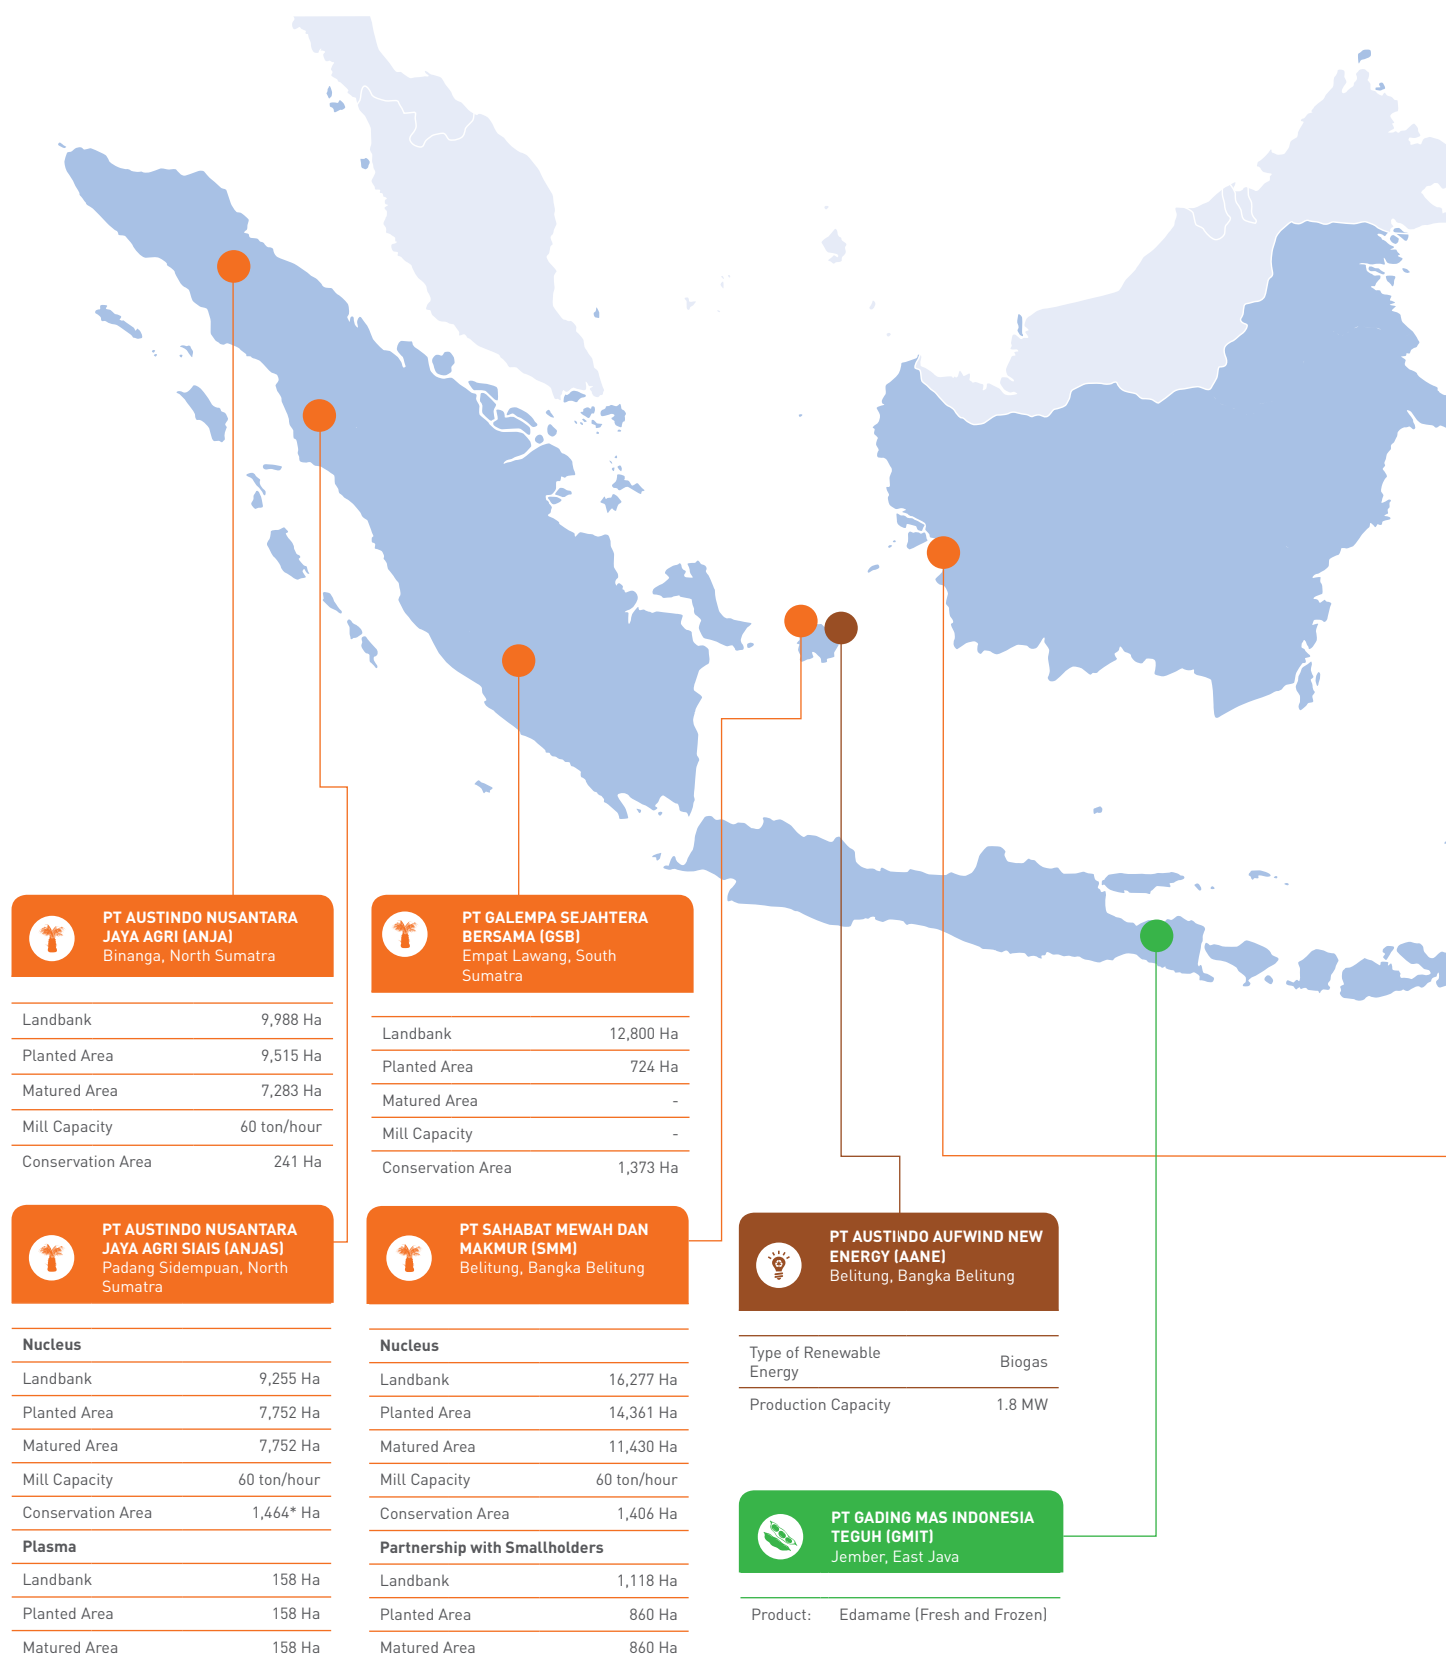 PT AUSTINDO NUSANTARA
JAYA AGRI (ANJA)
Binanga, North Sumatra
Landbank 9,988 Ha
Planted Area 9,515 Ha
Matured Area 7,283 Ha
Mill Capacity 60 ton/hour
Conservation Area 241 Ha
PT GALEMPA SEJAHTERA
BERSAMA (GSB)
Empat Lawang, South
Sumatra
Landbank 12,800 Ha
Planted Area 724 Ha
Matured Area -
Mill Capacity -
Conservation Area 1,373 Ha
PT AUSTINDO NUSANTARA
JAYA AGRI SIAIS (ANJAS)
Padang Sidempuan, North
Sumatra
Nucleus
Landbank 9,255 Ha
Planted Area 7,752 Ha
Matured Area 7,752 Ha
Mill Capacity 60 ton/hour
Conservation Area 1,464* Ha
Plasma
Landbank 158 Ha
Planted Area 158 Ha
Matured Area 158 Ha
PT SAHABAT MEWAH DAN
MAKMUR (SMM)
Belitung, Bangka Belitung
Nucleus
Landbank 16,277 Ha
Planted Area 14,361 Ha
Matured Area 11,430 Ha
Mill Capacity 60 ton/hour
Conservation Area 1,406 Ha
Partnership with Smallholders
Landbank 1,118 Ha
Planted Area 860 Ha
Matured Area 860 Ha
PT AUSTINDO AUFWIND NEW
ENERGY (AANE)
Belitung, Bangka Belitung
Type of Renewable
Energy Biogas
Production Capacity 1.8 MW
PT GADING MAS INDONESIA
TEGUH (GMIT)
Jember, East Java
Product: Edamame (Fresh and Frozen)